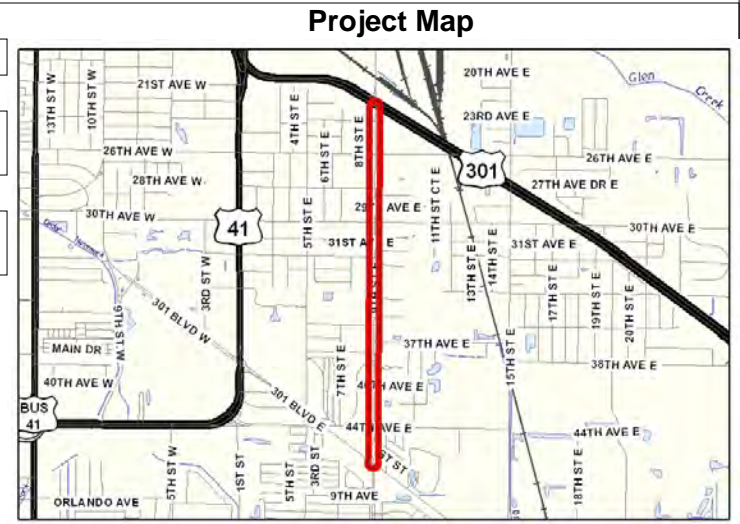 Project Map
20TH AVE E
Glen
Creek
21ST AVE W
13TH ST W
10TH ST W
4TH ST E
8TH ST E
23RD AVE E
26TH AVE W
6TH ST E
301
26TH AVE E
28TH AVE W
27TH AVE DR E
30TH AVE W
41
5TH ST E
29 AVE E
11TH CT E
30TH AVE E
31ST A E
31ST AVE E
3RD ST W
13TH ST E
14TH ST E
17TH ST E
19TH ST E
20TH ST E
9TH ST W
301 BLVD W
MAIN DR
37TH AVE E
15TH ST E
38TH AVE E
7TH ST E
40TH AVE W
AVE E
301 BLVD E
BUS
41
44TH AVE E
44TH AVE E
5TH ST W
1ST ST
5TH ST
3RD ST
ST ST
18TH ST E
ORLANDO AVE
9TH AVE